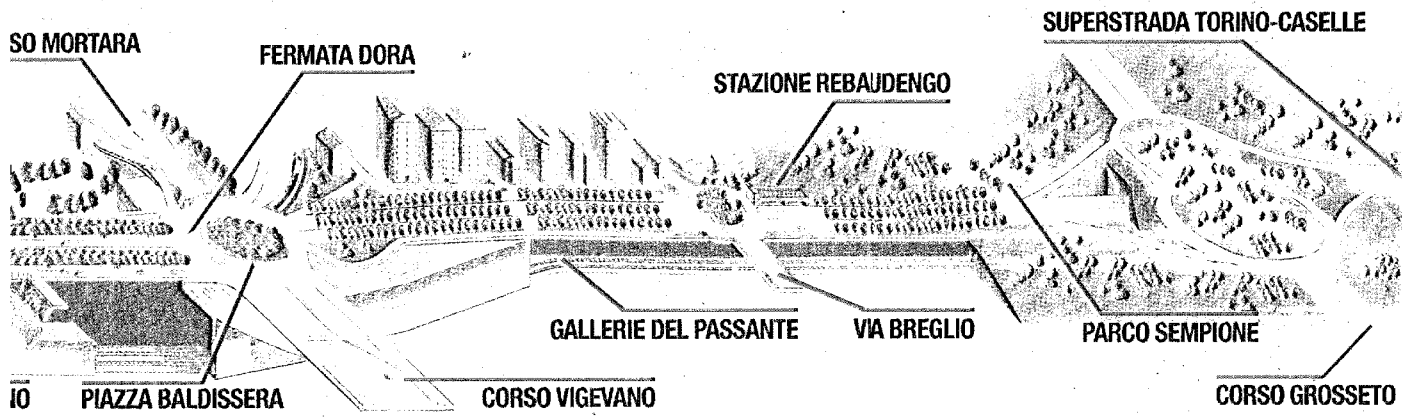 SUPERSTRADA TORINO-CASELLE
SO MORTARA
FERMATA DORA
STAZIONE REBAUDENGO
GALLERIE DEL PASSANTE
VIA BREGLIO
PARCO SEMPIONE
IO
PIAZZA BALDISSERA
CORSO VIGEVANO
CORSO GROSSETO